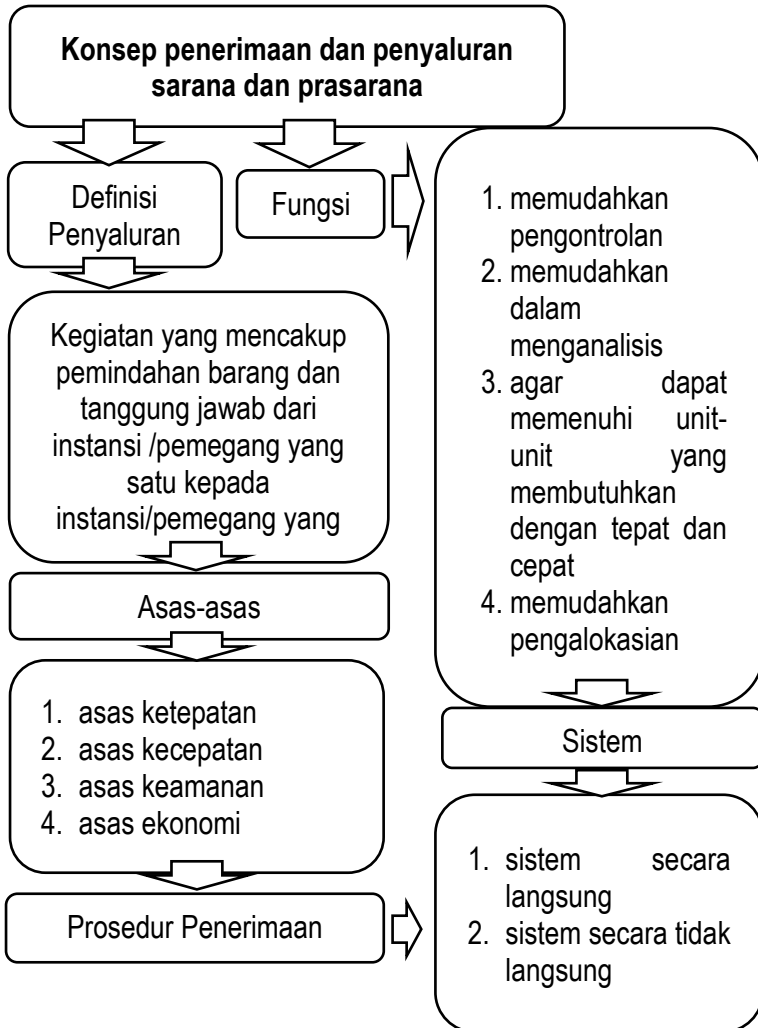 Konsep penerimaan dan penyaluran
sarana dan prasarana
Definisi
Penyaluran
Fungsi
1. memudahkan
pengontrolan
2. memudahkan
dalam
menganalisis
3. agar dapat
memenuhi unit-
unit yang
membutuhkan
dengan tepat dan
cepat
4. memudahkan
pengalokasian
Kegiatan yang mencakup
pemindahan barang dan
tanggung jawab dari
instansi /pemegang yang
satu kepada
instansi/pemegang yang
Asas-asas
1. asas ketepatan
2. asas kecepatan
3. asas keamanan
4. asas ekonomi
Prosedur Penerimaan
Sistem
1. sistem secara
langsung
2. sistem secara tidak
langsung